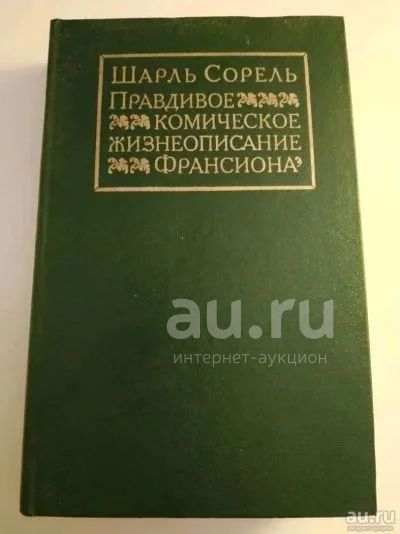 Шарль Сорель
Правдивое
комическое
жизнеописание
Франсиона
au.ru
интернет-аукцион
au.ru